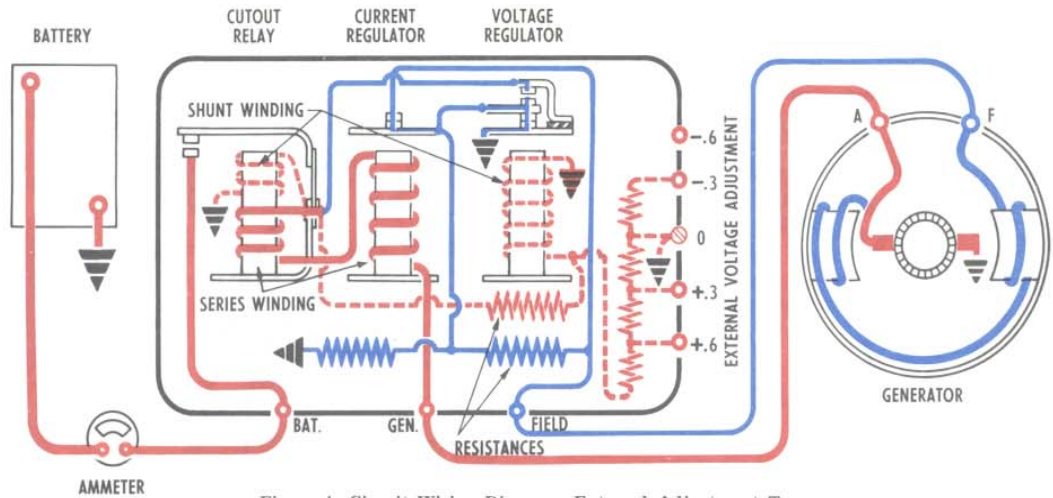 BATTERY
CUTOUT
RELAY
CURRENT
REGULATOR
VOLTAGE
REGULATOR
SHUNT WINDING
SERIES WINDING
-.6
-.3
0
+.3
+.6
EXTERNAL VOLTAGE ADJUSTMENT
A
F
GENERATOR
BAT.
GEN.
FIELD
RESISTANCES
AMMETER